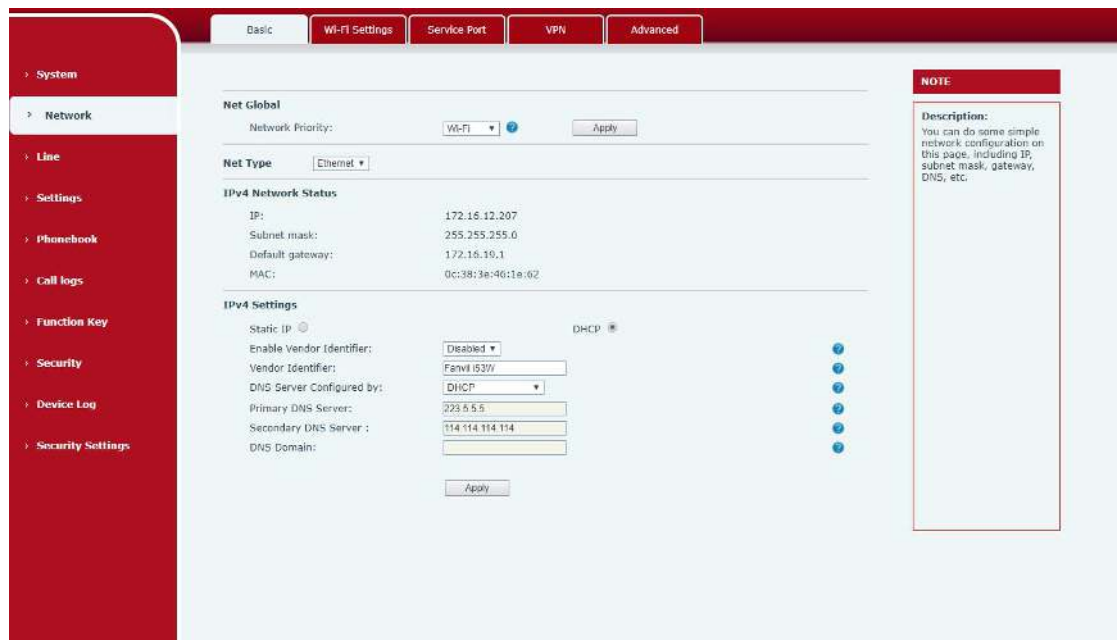 Basic Wi-Fi Settings Service Port VPN Advanced
System
Network
Line
Settings
Phonebook
Call logs
Function Key
Security
Device Log
Security Settings
Net Global
Network Priority: Wi-Fi Apply
Net Type Ethernet
IPv4 Network Status
IP: 172.16.12.207
Subnet mask: 255.255.255.0
Default gateway: 172.16.19.1
MAC: 0c:38:3e:46:1e:62
IPv4 Settings
Static IP DHCP
Enable Vendor Identifier: Disabled
Vendor Identifier: Fanvil i53W
DNS Server Configured by: DHCP
Primary DNS Server: 223.5.5.5
Secondary DNS Server : 114.114.114.114
DNS Domain:
Apply
NOTE
Description:
You can do some simple
network configuration on
this page, including IP,
subnet mask, gateway,
DNS, etc.